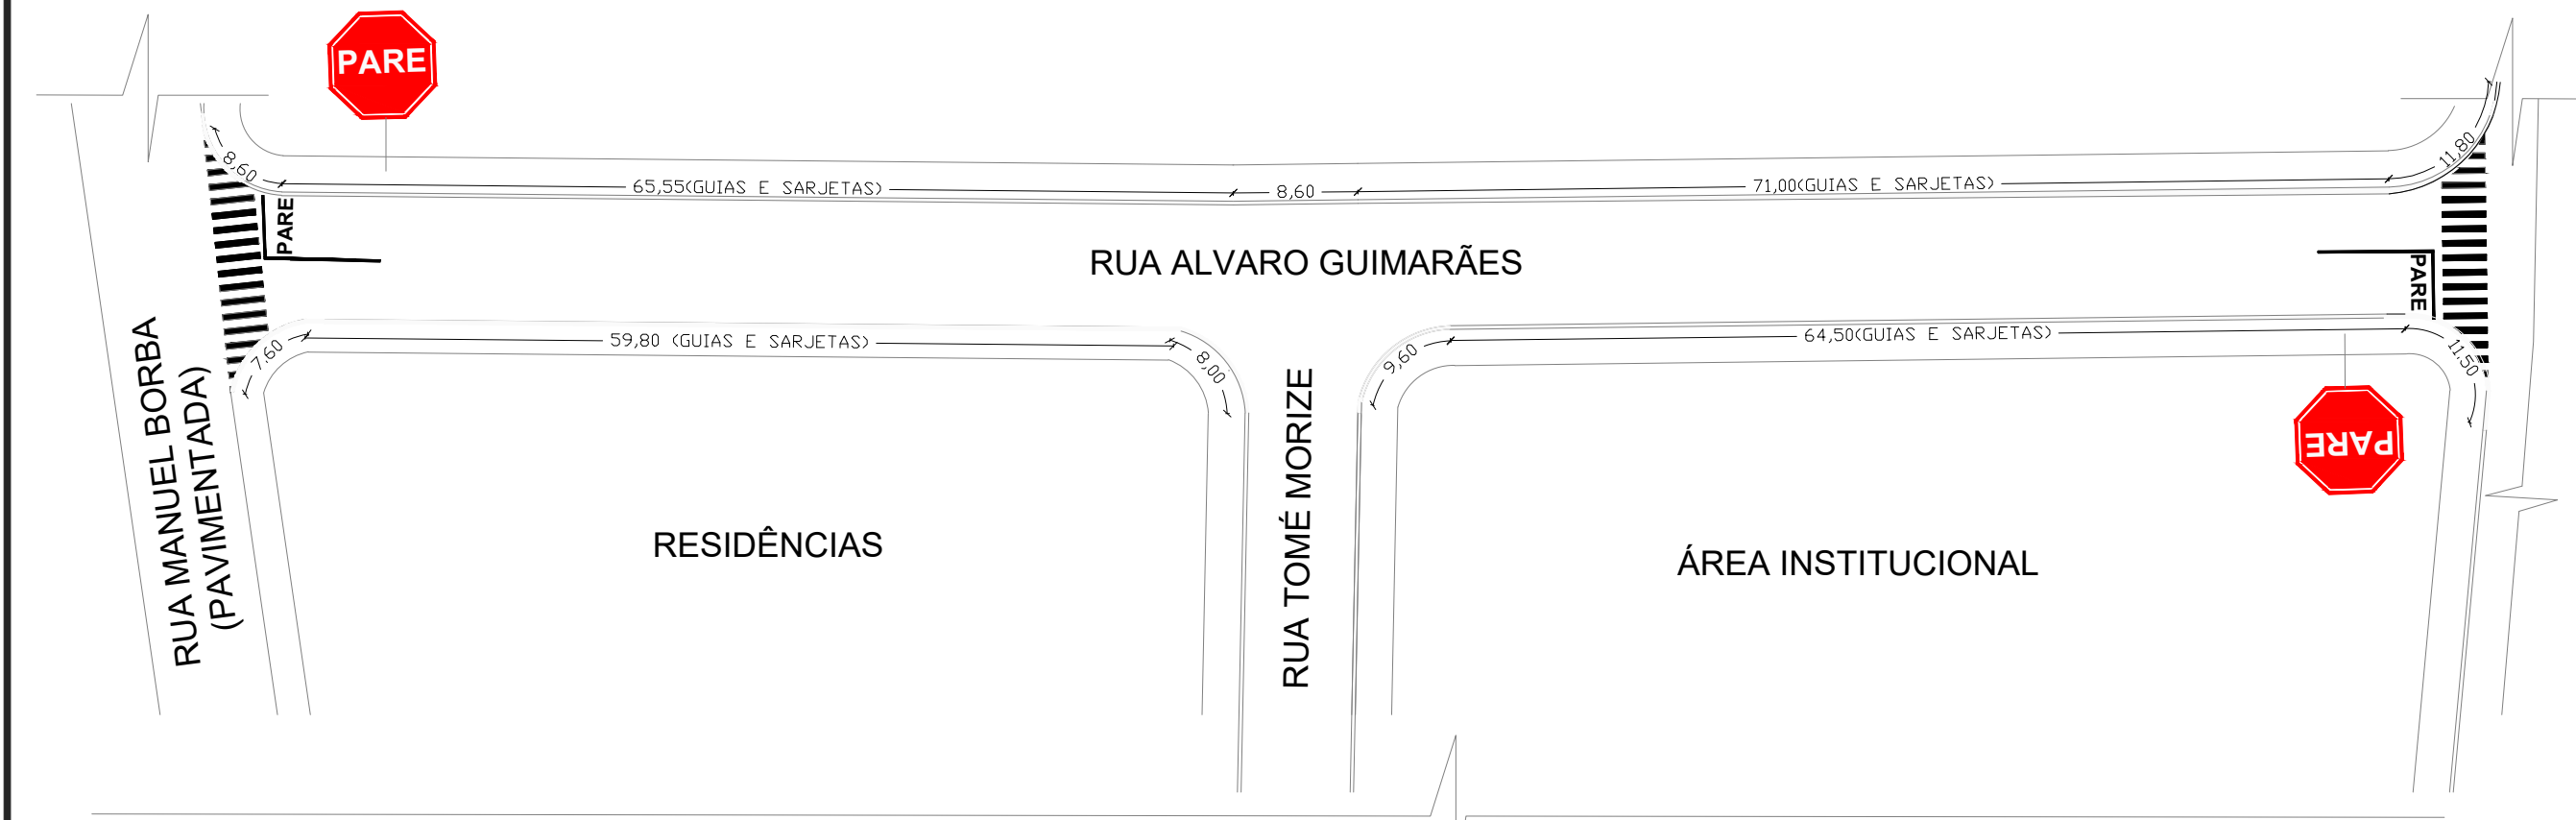 PARE
8,60
65,55(GUIAS E SARJETAS)
8,60
71,00(GUIAS E SARJETAS)
11,80
PARE
RUA ALVARO GUIMARÃES
PARE
7,60
59,80 (GUIAS E SARJETAS)
8,00
9,60
64,50(GUIAS E SARJETAS)
11,50
PARE
RUA MANUEL BORBA
(PAVIMENTADA)
RESIDÊNCIAS
RUA TOMÉ MORIZE
ÁREA INSTITUCIONAL